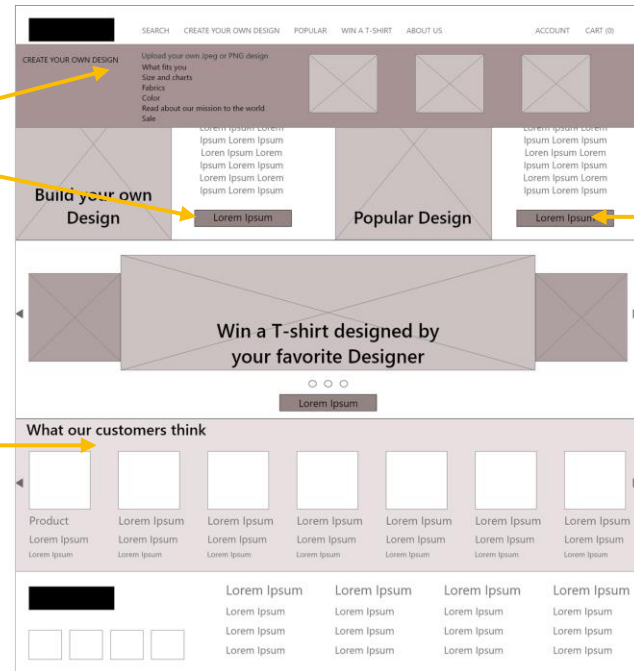 SEARCH CREATE YOUR OWN DESIGN POPULAR WIN A T-SHIRT ABOUT US ACCOUNT CART (0)
CREATE YOUR OWN DESIGN
Upload your own Jpeg or PNG design
What fits you
Size and charts
Fabrics
Color
Read about our mission to the world
Sale
Lorem Ipsum Lorem
Ipsum Lorem Ipsum
Loren Ipsum Lorem
Ipsum Lorem Ipsum
Lorem Ipsum Lorem
Ipsum Lorem Ipsum
Build your own
Design
Lorem Ipsum
Lorem Ipsum Lorem
Ipsum Lorem Ipsum
Loren Ipsum Lorem
Ipsum Lorem Ipsum
Lorem Ipsum Lorem
Ipsum Lorem Ipsum
Popular Design
Lorem Ipsum
Win a T-shirt designed by
your favorite Designer
Lorem Ipsum
What our customers think
Product Lorem Ipsum Lorem Ipsum Lorem Ipsum Lorem Ipsum Lorem Ipsum Lorem Ipsum
Lorem Ipsum Lorem Ipsum Lorem Ipsum Lorem Ipsum Lorem Ipsum Lorem Ipsum Lorem Ipsum
Lorem Ipsum Lorem Ipsum Lorem Ipsum Lorem Ipsum Lorem Ipsum Lorem Ipsum Lorem Ipsum
Lorem Ipsum Lorem Ipsum Lorem Ipsum Lorem Ipsum
Lorem Ipsum Lorem Ipsum Lorem Ipsum Lorem Ipsum
Lorem Ipsum Lorem Ipsum Lorem Ipsum Lorem Ipsum
Lorem Ipsum Lorem Ipsum Lorem Ipsum Lorem Ipsum